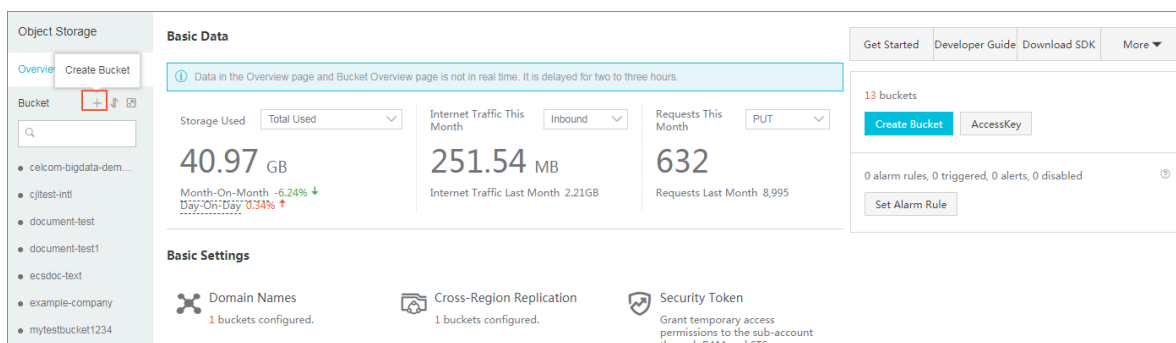 Object Storage
Overvie
Create Bucket
Bucket
celcom-bigdata-dem...
cjltest-intl
document-test
document-test1
ecsdoc-text
example-company
mytestbucket1234
Basic Data
Data in the Overview page and Bucket Overview page is not in real time. It is delayed for two to three hours.
Storage Used Total Used
40.97 GB
Month-On-Month -6.24%
Day-On-Day 0.34%
Internet Traffic This Month Inbound
251.54 MB
Internet Traffic Last Month 2.21GB
Requests This Month PUT
632
Requests Last Month 8,995
Basic Settings
Domain Names
1 buckets configured.
Cross-Region Replication
1 buckets configured.
Security Token
Grant temporary access
permissions to the sub-account
through RAM and STS
Get Started Developer Guide Download SDK More
13 buckets
Create Bucket AccessKey
0 alarm rules, 0 triggered, 0 alerts, 0 disabled
Set Alarm Rule